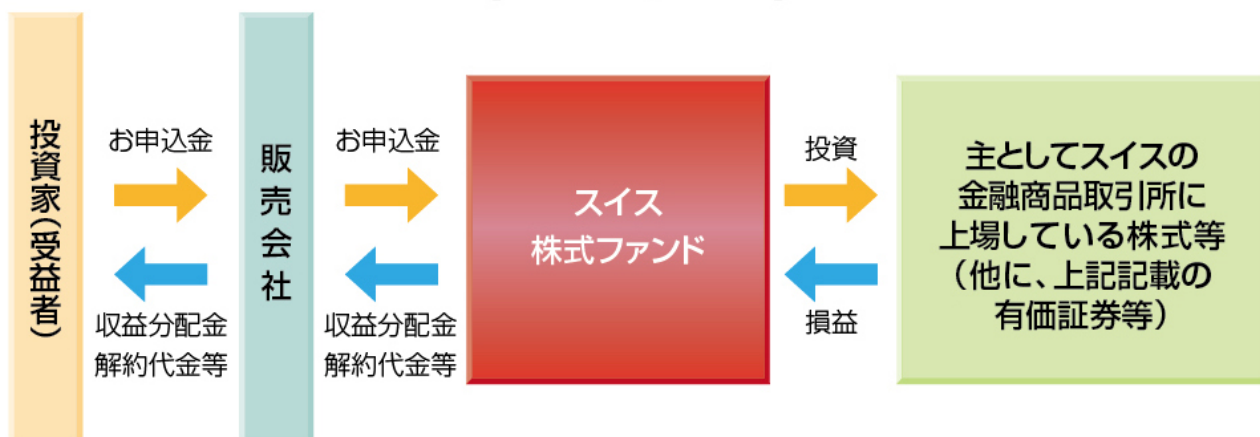 投資家(受益者)
お申込金
収益分配金
解約代金等
販売会社
お申込金
収益分配金
解約代金等
スイス
株式ファンド
投資
損益
主としてスイスの
金融商品取引所に
上場している株式等
(他に、上記記載の
有価証券等)